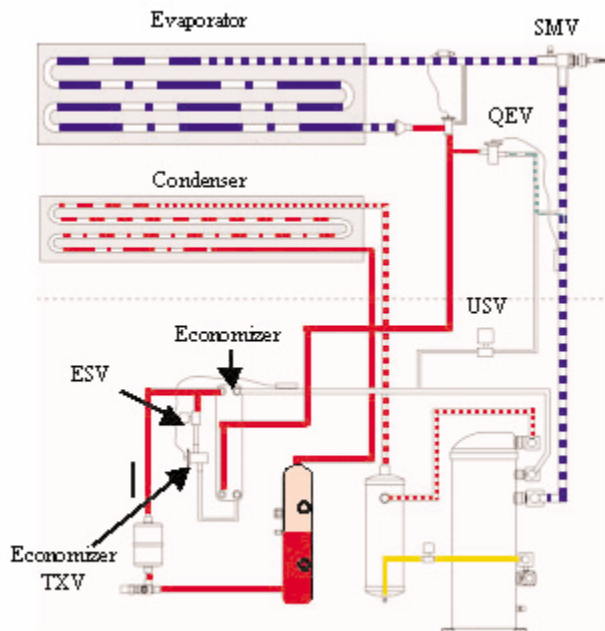 Evaporator
SMV
QEV
Condenser
USV
Economizer
ESV
Economizer
TXV